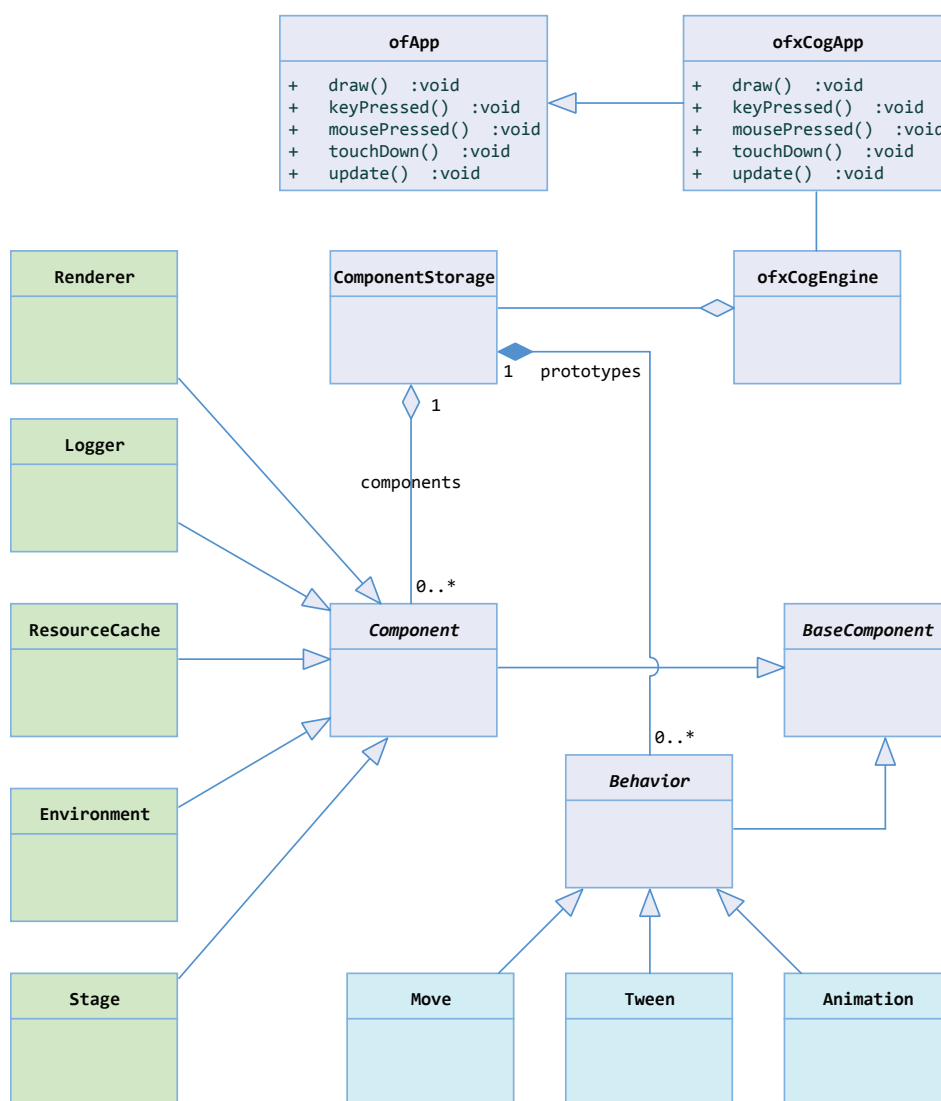 ofApp
+ draw() :void
+ keyPressed() :void
+ mousePressed() :void
+ touchDown() :void
+ update() :void
ofxCogApp
+ draw() :void
+ keyPressed() :void
+ mousePressed() :void
+ touchDown() :void
+ update() :void
Renderer
ComponentStorage
ofxCogEngine
1 prototypes
1
Logger
components
0..*
ResourceCache
Component
BaseComponent
0..*
Behavior
Environment
Stage
Move
Tween
Animation